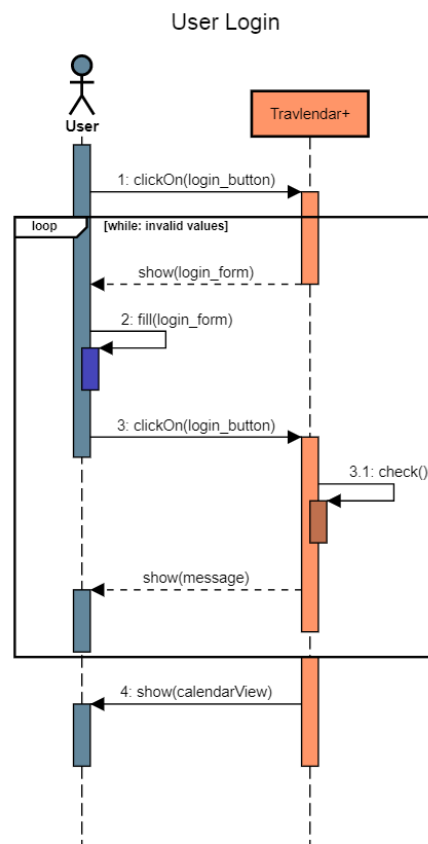 User Login
User
Travlendar+
1: clickOn(login_button)
loop
[while: invalid values]
show(login_form)
2: fill(login_form)
3: clickOn(login_button)
3.1: check()
show(message)
4: show(calendarView)